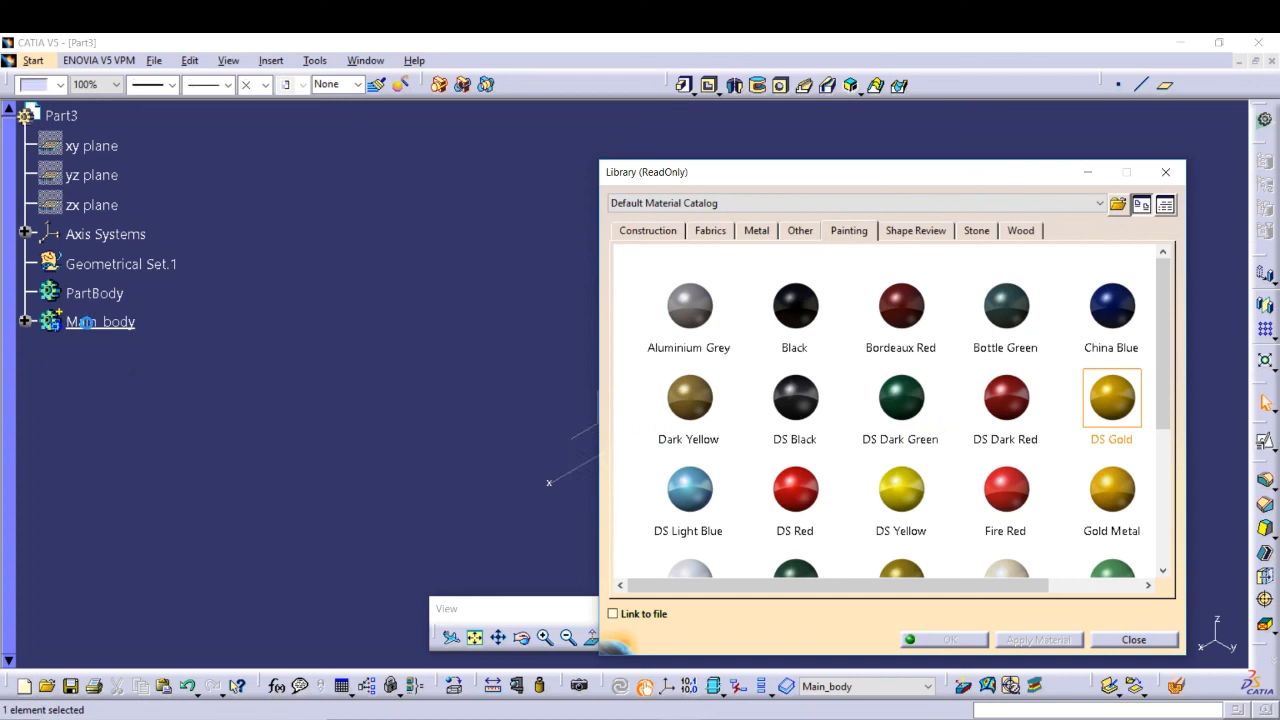 CATIA V5 - [Part3]
Start ENOVIA V5 VPM File Edit View Insert Tools Window Help
100% None
Part3
xy plane
yz plane
zx plane
Axis Systems
Geometrical Set.1
PartBody
Main_body
Library (ReadOnly)
Default Material Catalog
Construction Fabrics Metal Other Painting Shape Review Stone Wood
Aluminium Grey Black Bordeaux Red Bottle Green China Blue
Dark Yellow DS Black DS Dark Green DS Dark Red DS Gold
DS Light Blue DS Red DS Yellow Fire Red Gold Metal
Link to file
OK Apply Material Close
View
x
z
x y
Main_body
1 element selected
CATIA